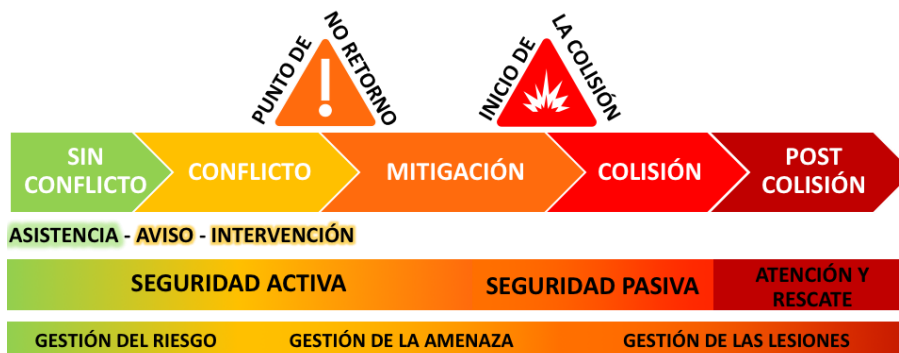 PUNTO DE
NO RETORNO
INICIO DE
LA COLISIÓN
SIN
CONFLICTO
CONFLICTO
MITIGACIÓN
COLISIÓN
POST
COLISIÓN
ASISTENCIA - AVISO - INTERVENCIÓN
SEGURIDAD ACTIVA
SEGURIDAD PASIVA
ATENCIÓN Y
RESCATE
GESTIÓN DEL RIESGO
GESTIÓN DE LA AMENAZA
GESTIÓN DE LAS LESIONES